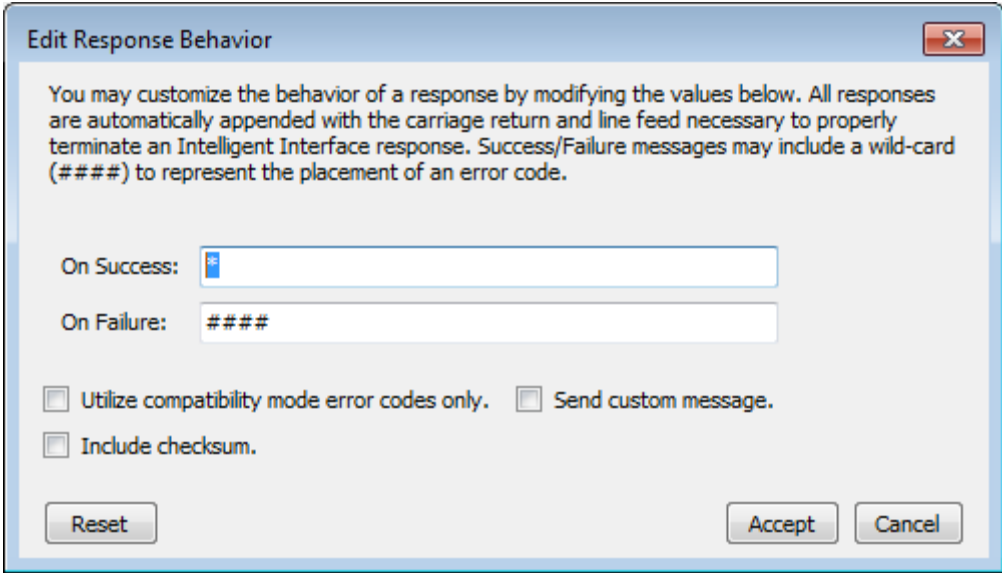 Edit Response Behavior
You may customize the behavior of a response by modifying the values below. All responses
are automatically appended with the carriage return and line feed necessary to properly
terminate an Intelligent Interface response. Success/Failure messages may include a wild-card
(####) to represent the placement of an error code.
On Success: *
On Failure: ####
Utilize compatibility mode error codes only. Send custom message.
Include checksum.
Reset Accept Cancel